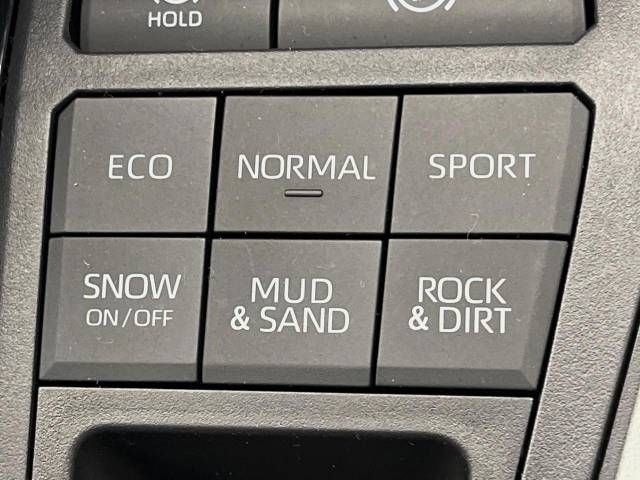 HOLD
ECO
NORMAL
SPORT
SNOW
ON/OFF
MUD
& SAND
ROCK
& DIRT